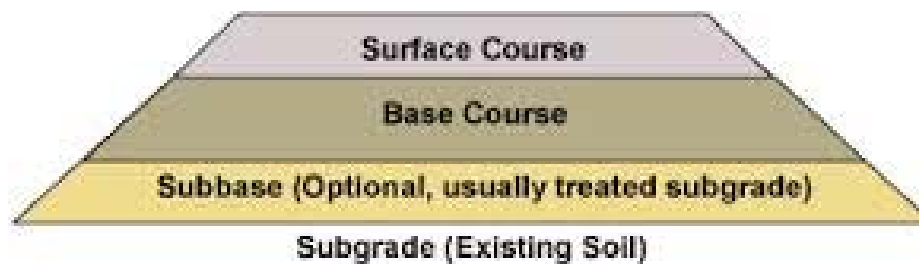 Surface Course
Base Course
Subbase (Optional, usually treated subgrade)
Subgrade (Existing Soil)